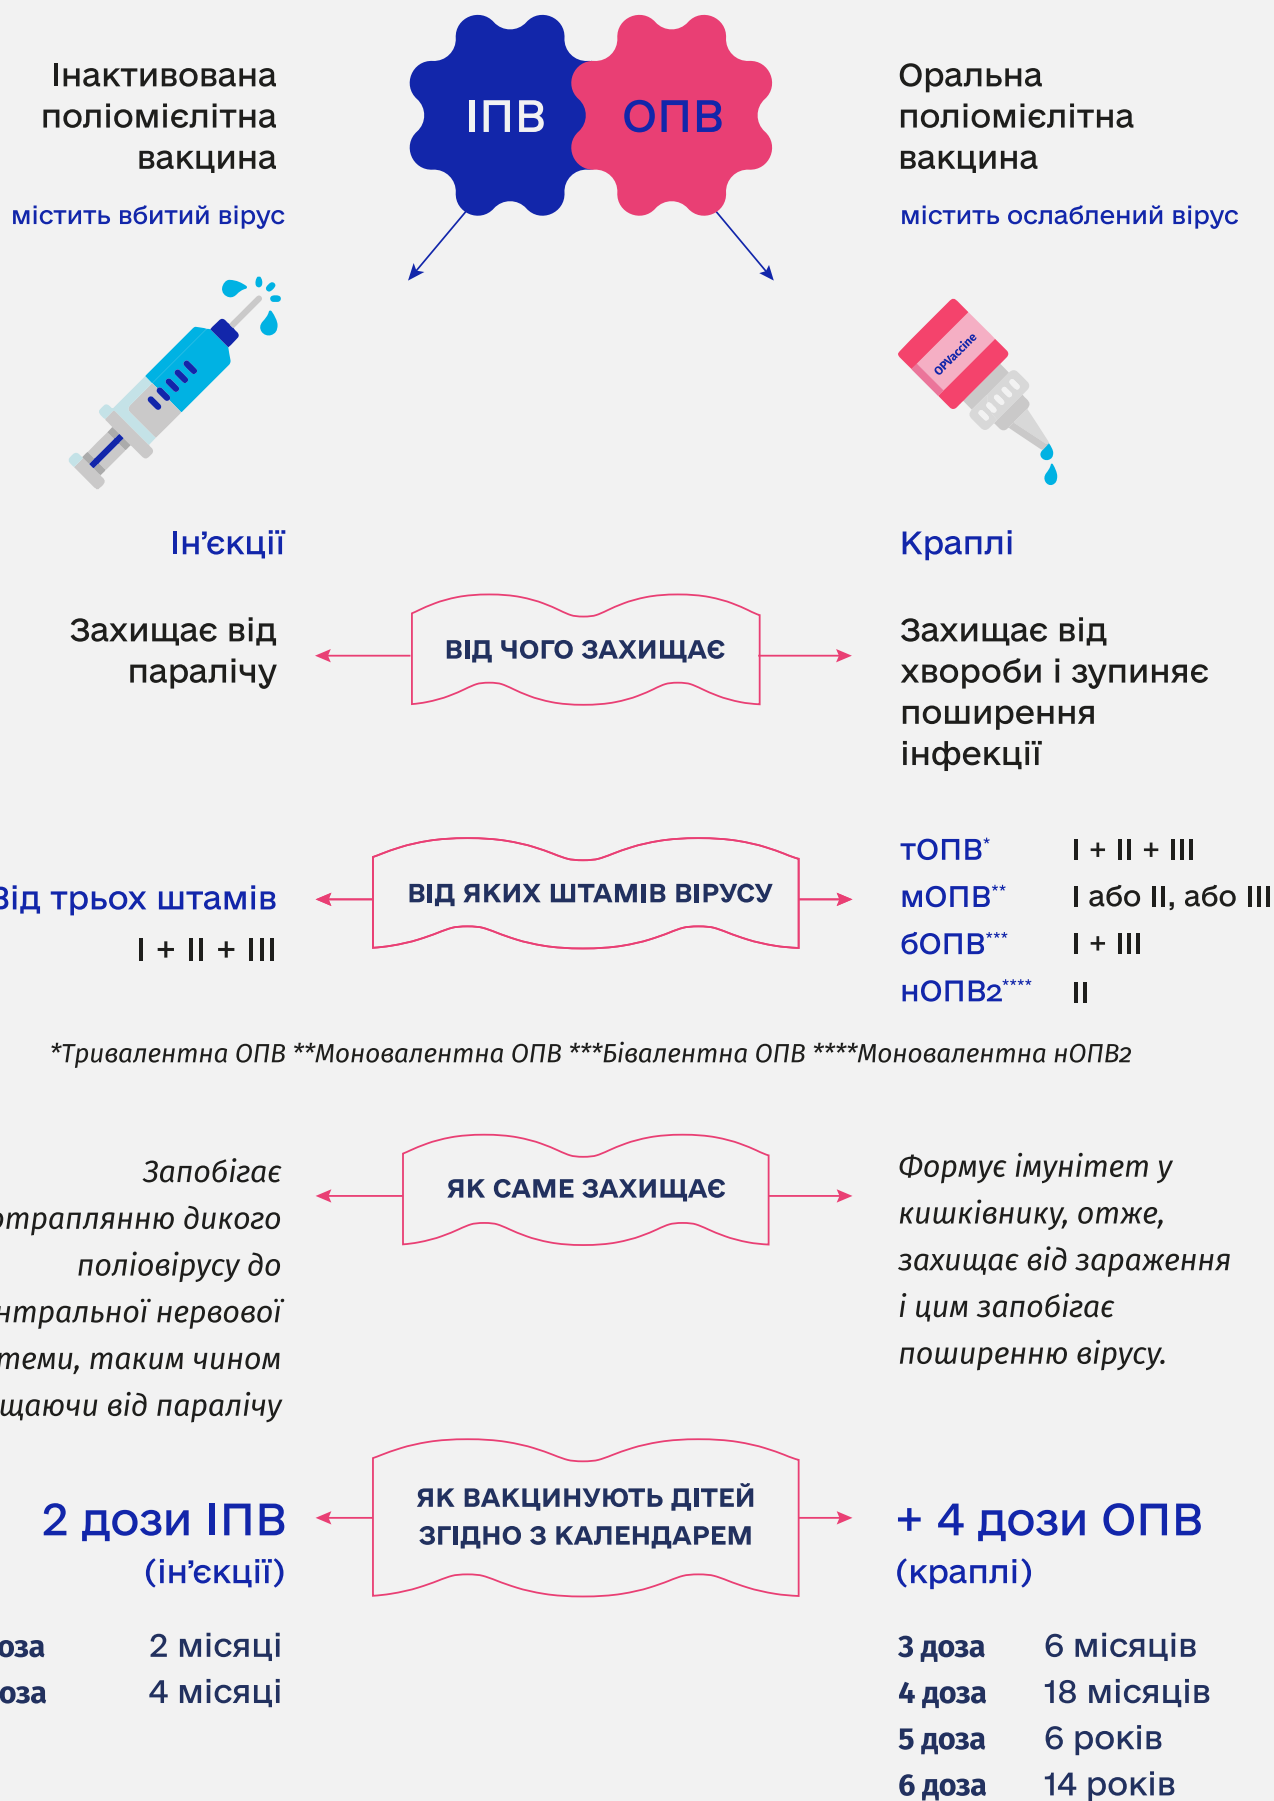 Інактивована
поліомієлітна
вакцина
містить вбитий вірус
ІПВ
ОПВ
Оральна
поліомієлітна
вакцина
містить ослаблений вірус
OPVaccine
Ін’єкції
Краплі
Захищає від
паралічу
ВІД ЧОГО ЗАХИЩАЄ
Захищає від
хвороби і зупиняє
поширення
інфекції
Від трьох штамів
I + II + III
ВІД ЯКИХ ШТАМІВ ВІРУСУ
тОПВ* I + II + III
мОПВ** I або II, або III
бОПВ*** I + III
нОПВ2**** II
*Тривалентна ОПВ **Моновалентна ОПВ ***Бівалентна ОПВ ****Моновалентна нОПВ2
Запобігає
дикого
поліовірусу до
нервової
таким чином
від паралічу
ЯК САМЕ ЗАХИЩАЄ
Формує імунітет у
кишківнику, отже,
захищає від зараження
і цим запобігає
поширенню вірусу.
2 дози ІПВ
(ін’єкції)
2 місяці
4 місяці
ЯК ВАКЦИНУЮТЬ ДІТЕЙ
ЗГІДНО З КАЛЕНДАРЕМ
+ 4 дози ОПВ
(краплі)
3 доза 6 місяців
4 доза 18 місяців
5 доза 6 років
6 доза 14 років